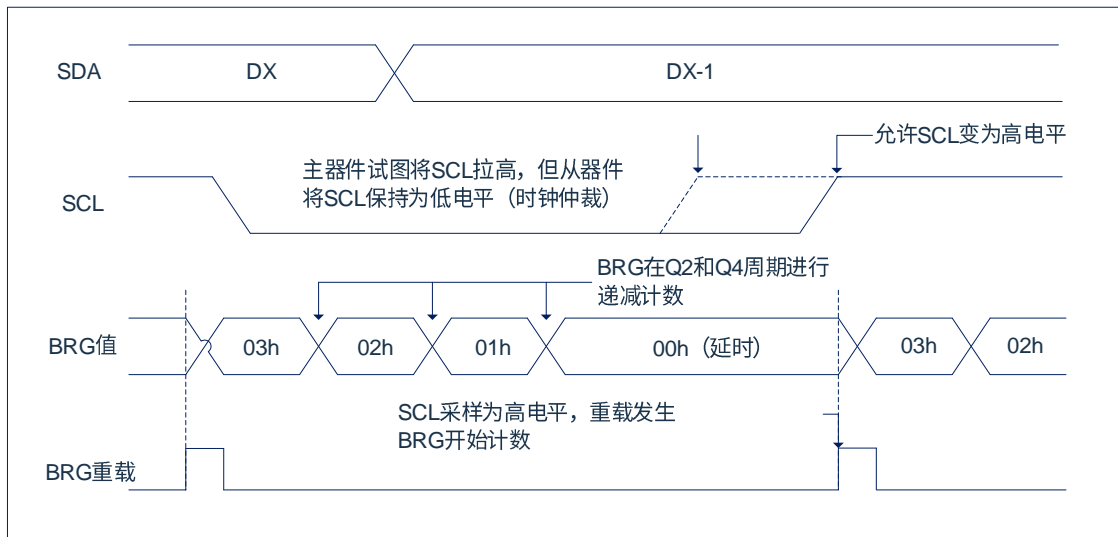 SDA
DX
DX-1
允许SCL变为高电平
主器件试图将SCL拉高，但从器件
将SCL保持为低电平（时钟仲裁）
SCL
BRG在Q2和Q4周期进行
递减计数
BRG值
03h
02h
01h
00h（延时）
03h
02h
SCL采样为高电平，重载发生
BRG开始计数
BRG重载